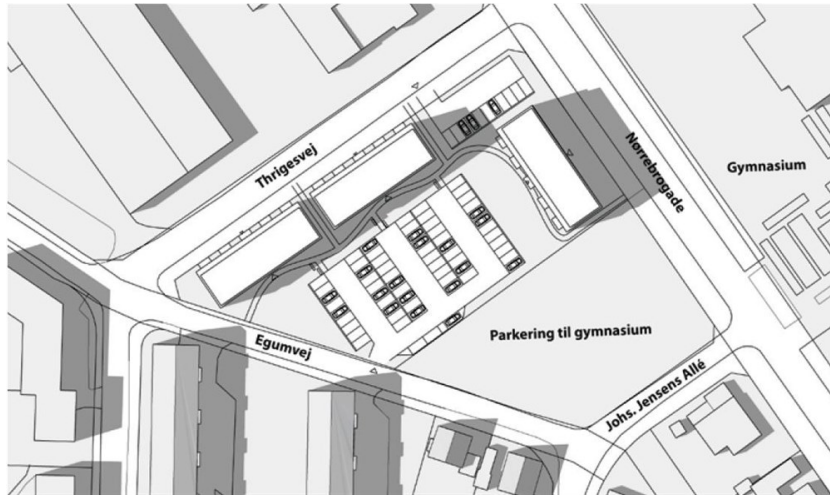 Thrigesvej
Nørrebrogade
Gymnasium
Egumvej
Parkering til gymnasium
Johs. Jensens Allé